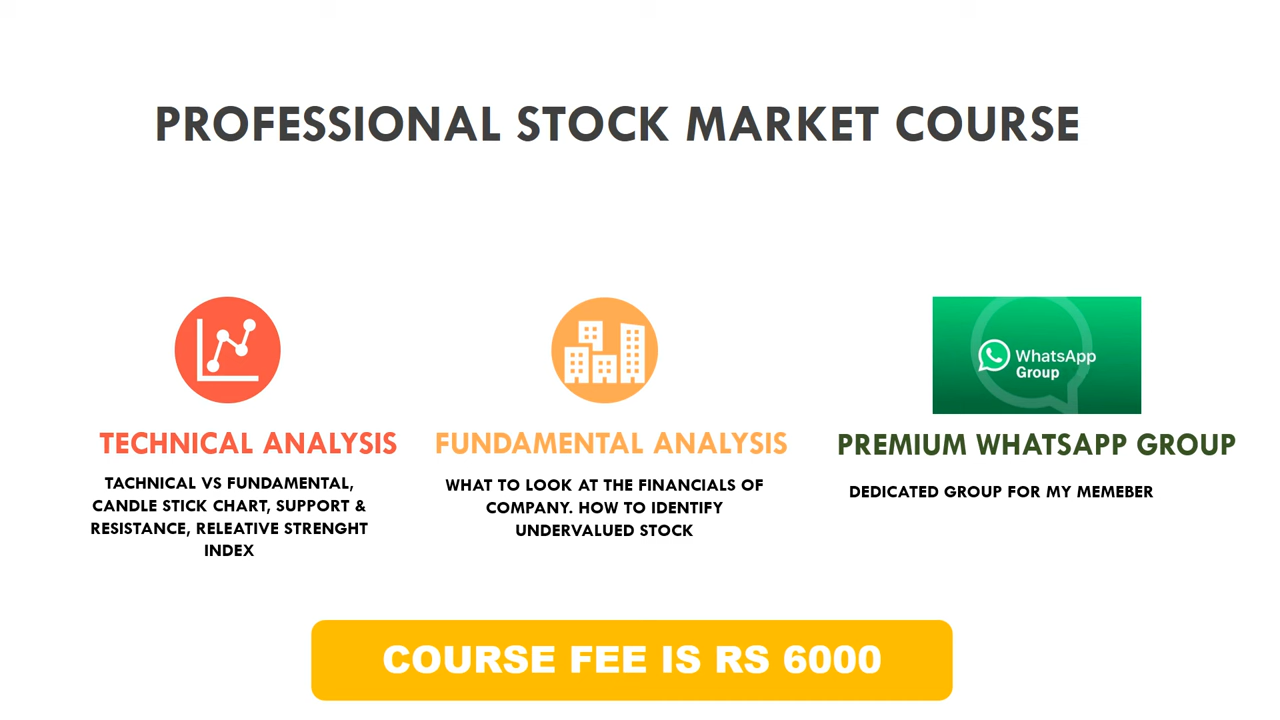 PROFESSIONAL STOCK MARKET COURSE
WhatsApp
Group
TECHNICAL ANALYSIS
TACHNICAL VS FUNDAMENTAL,
CANDLE STICK CHART, SUPPORT &
RESISTANCE, RELEATIVE STRENGHT
INDEX
FUNDAMENTAL ANALYSIS
WHAT TO LOOK AT THE FINANCIALS OF
COMPANY. HOW TO IDENTIFY
UNDERVALUED STOCK
PREMIUM WHATSAPP GROUP
DEDICATED GROUP FOR MY MEMEBER
COURSE FEE IS RS 6000